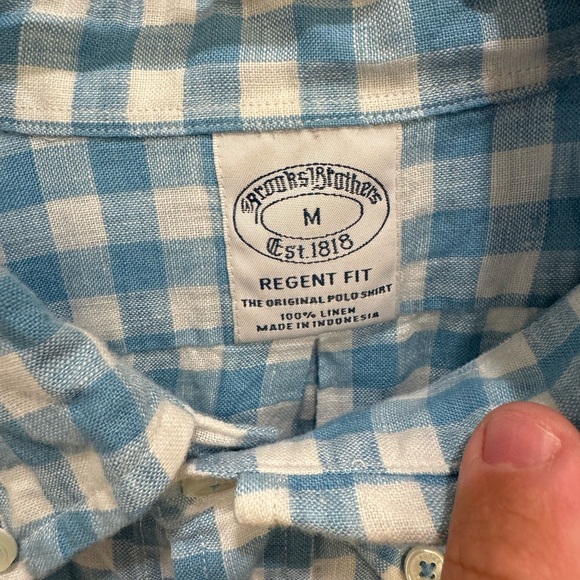 Brooks Brothers
M
Est. 1818
REGENT FIT
THE ORIGINAL POLO SHIRT
100% LINEN
MADE IN INDONESIA